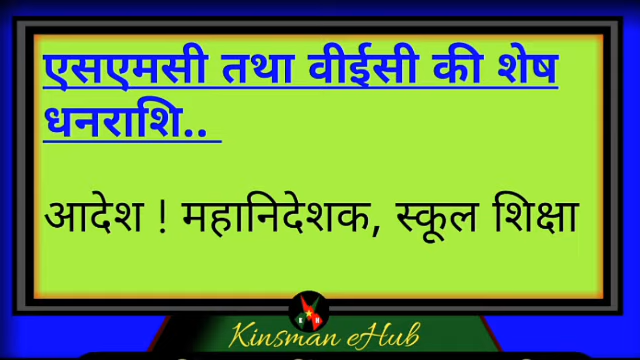 एसएमसी तथा वीईसी की शेष
धनराशि..
आदेश ! महानिदेशक, स्कूल शिक्षा
E H
Kinsman eHub